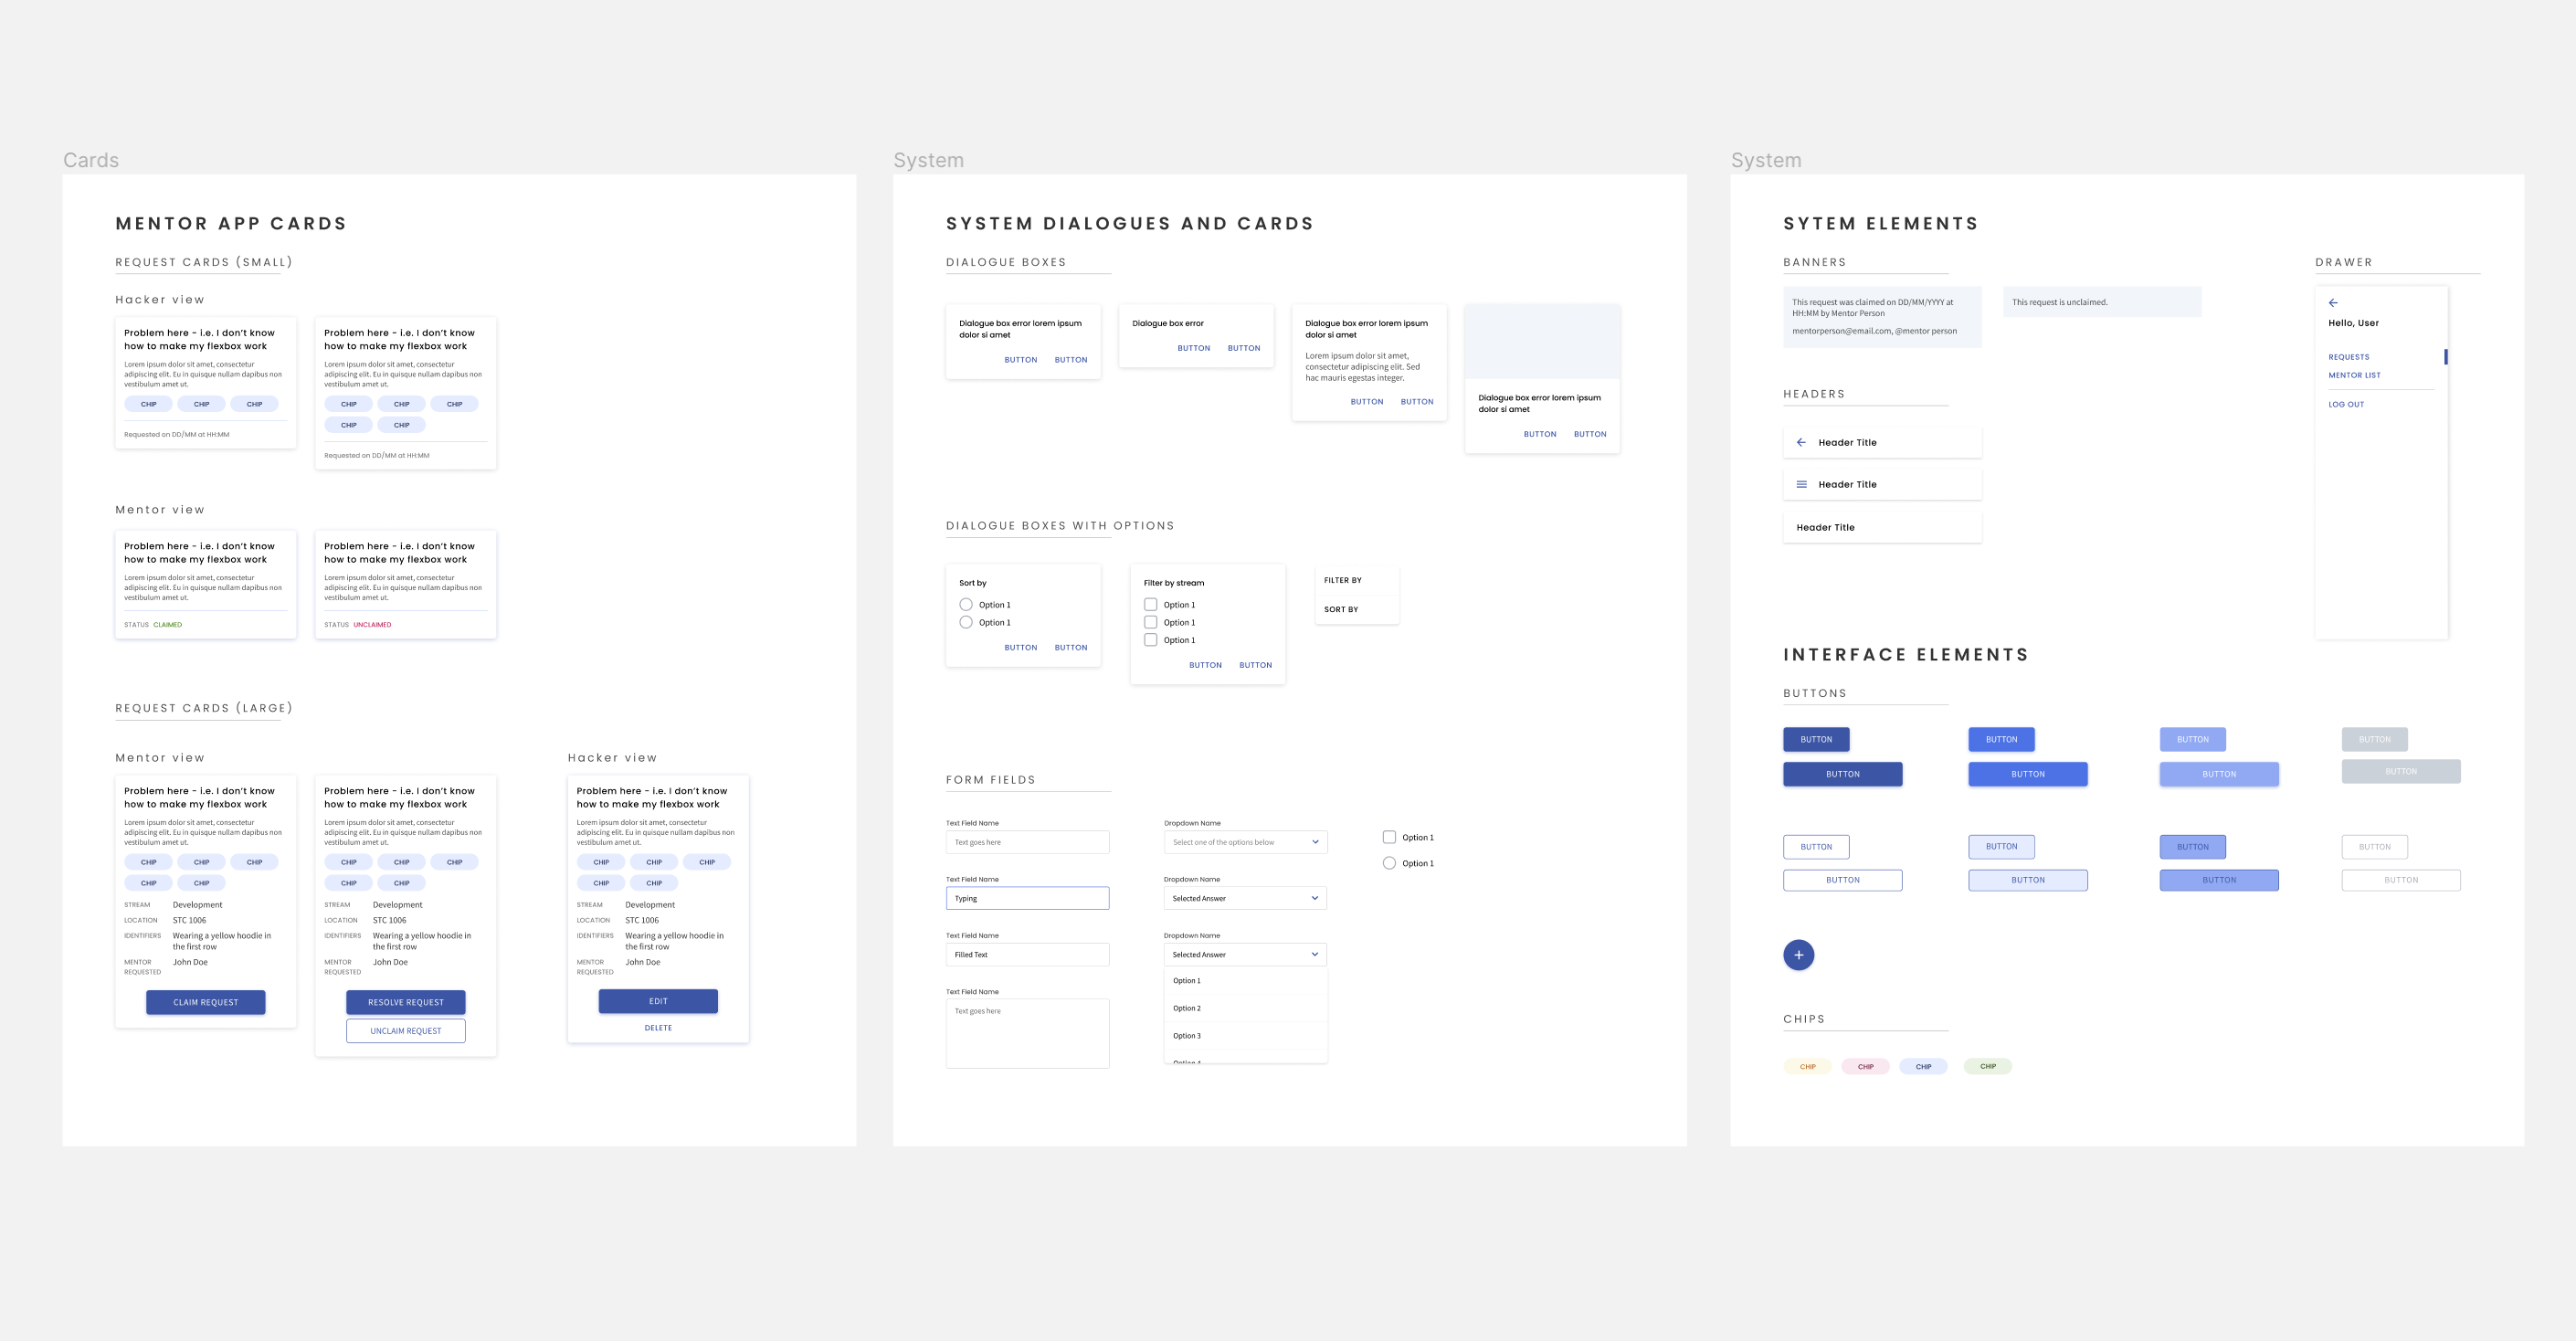 Cards
MENTOR APP CARDS
REQUEST CARDS (SMALL)
Hacker view
Problem here - i.e. I don't know
how to make my flexbox work
Lorem ipsum dolor sit amet, consectetur
adipiscing elit. Eu in quisque nullam dapibus non
vestibulum amet ut.
CHIP CHIP CHIP
Requested on DD/MM at HH:MM
Problem here - i.e. I don't know
how to make my flexbox work
Lorem ipsum dolor sit amet, consectetur
adipiscing elit. Eu in quisque nullam dapibus non
vestibulum amet ut.
CHIP CHIP CHIP
CHIP CHIP
Requested on DD/MM at HH:MM
Mentor view
Problem here - i.e. I don't know
how to make my flexbox work
Lorem ipsum dolor sit amet, consectetur
adipiscing elit. Eu in quisque nullam dapibus non
vestibulum amet ut.
STATUS CLAIMED
Problem here - i.e. I don't know
how to make my flexbox work
Lorem ipsum dolor sit amet, consectetur
adipiscing elit. Eu in quisque nullam dapibus non
vestibulum amet ut.
STATUS UNCLAIMED
REQUEST CARDS (LARGE)
Mentor view
Problem here - i.e. I don't know
how to make my flexbox work
Lorem ipsum dolor sit amet, consectetur
adipiscing elit. Eu in quisque nullam dapibus non
vestibulum amet ut.
CHIP CHIP CHIP
CHIP CHIP
STREAM Development
LOCATION STC 1006
IDENTIFIERS Wearing a yellow hoodie in
the first row
MENTOR John Doe
REQUESTED
CLAIM REQUEST
Problem here - i.e. I don't know
how to make my flexbox work
Lorem ipsum dolor sit amet, consectetur
adipiscing elit. Eu in quisque nullam dapibus non
vestibulum amet ut.
CHIP CHIP CHIP
CHIP CHIP
STREAM Development
LOCATION STC 1006
IDENTIFIERS Wearing a yellow hoodie in
the first row
MENTOR John Doe
REQUESTED
RESOLVE REQUEST
UNCLAIM REQUEST
Hacker view
Problem here - i.e. I don't know
how to make my flexbox work
Lorem ipsum dolor sit amet, consectetur
adipiscing elit. Eu in quisque nullam dapibus non
vestibulum amet ut.
CHIP CHIP CHIP
CHIP CHIP
STREAM Development
LOCATION STC 1006
IDENTIFIERS Wearing a yellow hoodie in
the first row
MENTOR John Doe
REQUESTED
EDIT
DELETE
System
SYSTEM DIALOGUES AND CARDS
DIALOGUE BOXES
Dialogue box error lorem ipsum
dolor si amet
BUTTON BUTTON
Dialogue box error
BUTTON BUTTON
Dialogue box error lorem ipsum
dolor si amet
Lorem ipsum dolor sit amet,
consectetur adipiscing elit. Sed
hac mauris egestas integer.
BUTTON BUTTON
Dialogue box error lorem ipsum
dolor si amet
BUTTON BUTTON
DIALOGUE BOXES WITH OPTIONS
Sort by
Option 1
Option 1
BUTTON BUTTON
Filter by stream
Option 1
Option 1
Option 1
BUTTON BUTTON
FILTER BY
SORT BY
FORM FIELDS
Text Field Name
Text goes here
Text Field Name
Typing
Text Field Name
Filled Text
Text Field Name
Text goes here
Dropdown Name
Select one of the options below
Dropdown Name
Selected Answer
Dropdown Name
Selected Answer
Option 1
Option 2
Option 3
Option 4
Option 1
Option 1
System
SYTEM ELEMENTS
BANNERS
This request was claimed on DD/MM/YYYY at
HH:MM by Mentor Person
mentorperson@email.com, @mentor person
This request is unclaimed.
HEADERS
Header Title
Header Title
Header Title
DRAWER
Hello, User
REQUESTS
MENTOR LIST
LOG OUT
INTERFACE ELEMENTS
BUTTONS
BUTTON BUTTON BUTTON BUTTON
BUTTON BUTTON BUTTON BUTTON
BUTTON BUTTON BUTTON BUTTON
BUTTON BUTTON BUTTON BUTTON
CHIPS
CHIP CHIP CHIP CHIP